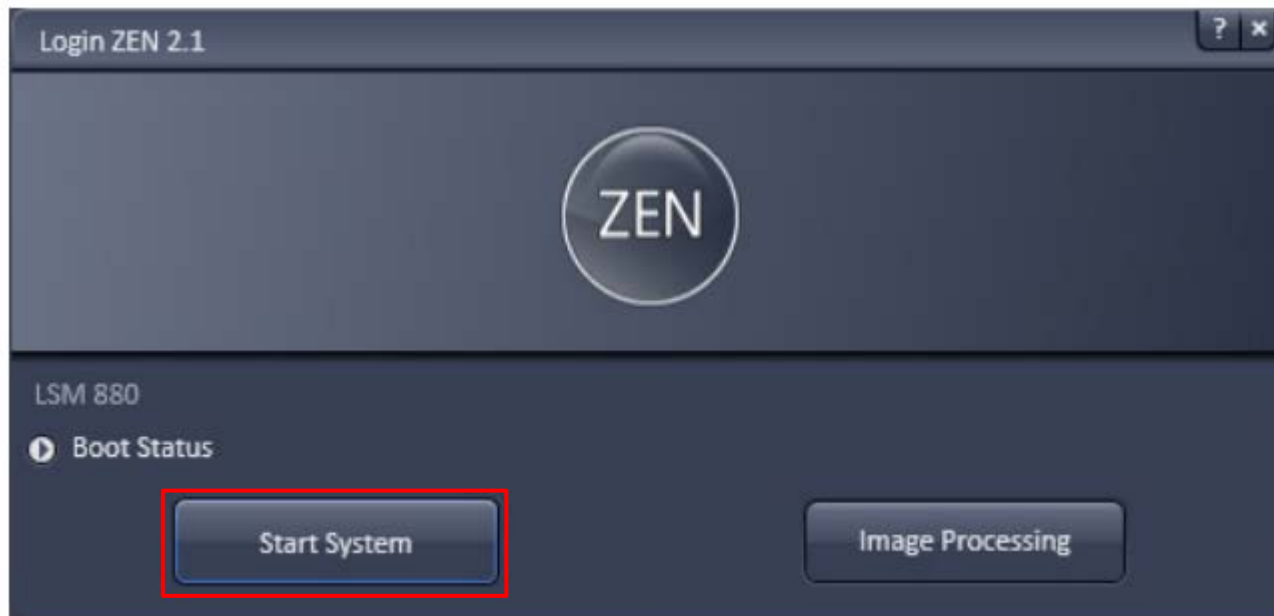 Login ZEN 2.1
? ×
ZEN
LSM 880
Boot Status
Start System
Image Processing